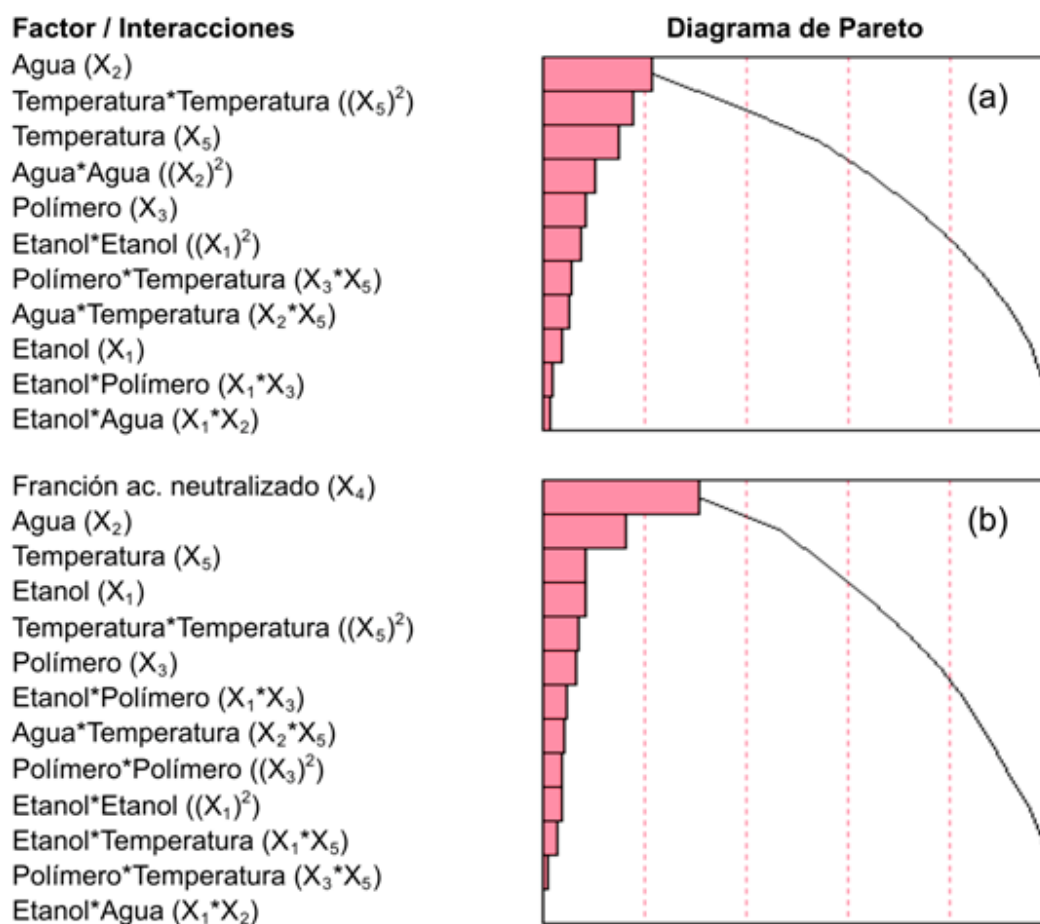 Factor / Interacciones Diagrama de Pareto
Agua (X₂)
(a)
Temperatura*Temperatura ((X₅)²)
Temperatura (X₅)
Agua*Agua ((X₂)²)
Polímero (X₃)
Etanol*Etanol ((X₁)²)
Polímero*Temperatura (X₃*X₅)
Agua*Temperatura (X₂*X₅)
Etanol (X₁)
Etanol*Polímero (X₁*X₃)
Etanol*Agua (X₁*X₂)
Franción ac. neutralizado (X₄)
(b)
Agua (X₂)
Temperatura (X₅)
Etanol (X₁)
Temperatura*Temperatura ((X₅)²)
Polímero (X₃)
Etanol*Polímero (X₁*X₃)
Agua*Temperatura (X₂*X₅)
Polímero*Polímero ((X₃)²)
Etanol*Etanol ((X₁)²)
Etanol*Temperatura (X₁*X₅)
Polímero*Temperatura (X₃*X₅)
Etanol*Agua (X₁*X₂)